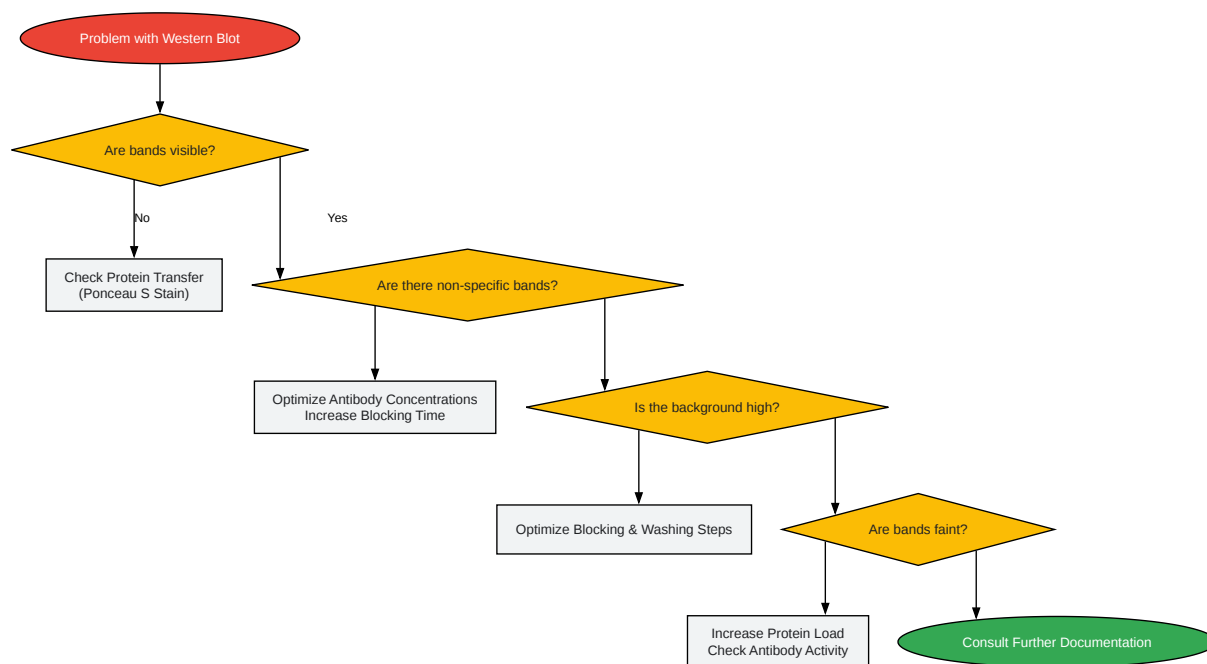 Problem with Western Blot
Are bands visible?
No
Yes
Check Protein Transfer
(Ponceau S Stain)
Are there non-specific bands?
Optimize Antibody Concentrations
Increase Blocking Time
Is the background high?
Optimize Blocking & Washing Steps
Are bands faint?
Increase Protein Load
Check Antibody Activity
Consult Further Documentation